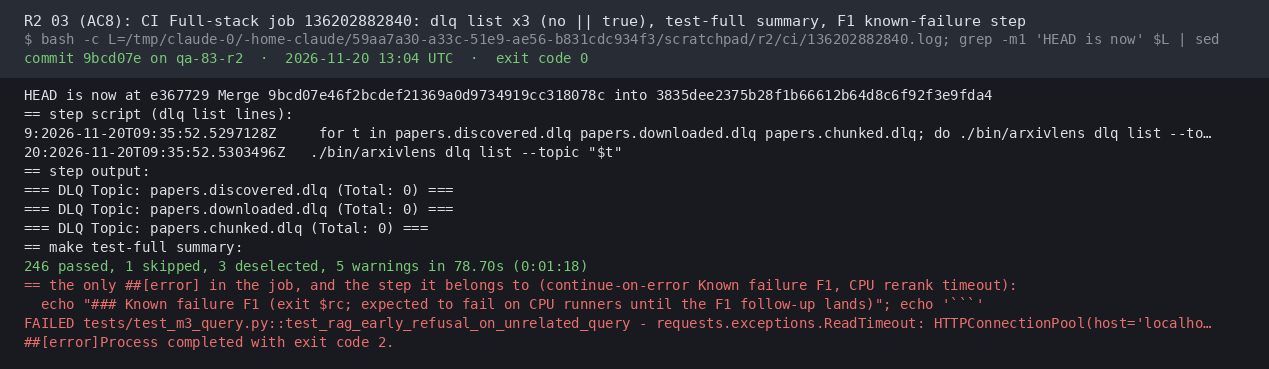 R2 03 (AC8): CI Full-stack job 136202882840: dlq list x3 (no || true), test-full summary, F1 known-failure step
$ bash -c L=/tmp/claude-0/-home-claude/59aa7a30-a33c-51e9-ae56-b831cdc934f3/scratchpad/r2/ci/136202882840.log; grep -m1 'HEAD is now' $L | sed
commit 9bcd07e on qa-83-r2 · 2026-11-20 13:04 UTC · exit code 0
HEAD is now at e367729 Merge 9bcd07e46f2bcdef21369a0d9734919cc318078c into 3835dee2375b28f1b66612b64d8c6f92f3e9fda4
== step script (dlq list lines):
9:2026-11-20T09:35:52.5297128Z     for t in papers.discovered.dlq papers.downloaded.dlq papers.chunked.dlq; do ./bin/arxivlens dlq list --to…
20:2026-11-20T09:35:52.5303496Z   ./bin/arxivlens dlq list --topic "$t"
== step output:
=== DLQ Topic: papers.discovered.dlq (Total: 0) ===
=== DLQ Topic: papers.downloaded.dlq (Total: 0) ===
=== DLQ Topic: papers.chunked.dlq (Total: 0) ===
== make test-full summary:
246 passed, 1 skipped, 3 deselected, 5 warnings in 78.70s (0:01:18)
== the only ##[error] in the job, and the step it belongs to (continue-on-error Known failure F1, CPU rerank timeout):
  echo "### Known failure F1 (exit $rc; expected to fail on CPU runners until the F1 follow-up lands)"; echo '```'
FAILED tests/test_m3_query.py::test_rag_early_refusal_on_unrelated_query - requests.exceptions.ReadTimeout: HTTPConnectionPool(host='localho…
##[error]Process completed with exit code 2.